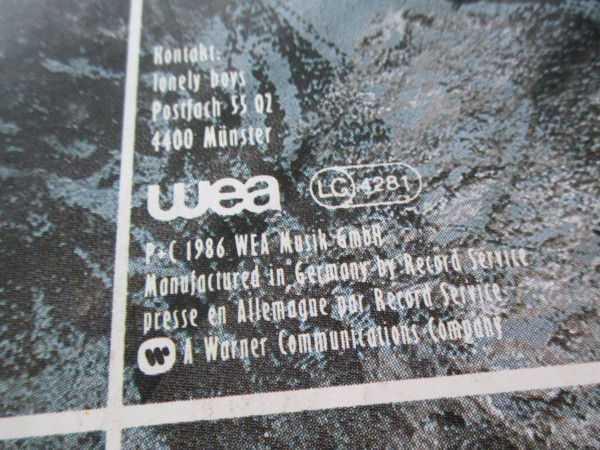 Kontakt:
lonely boys
Postfach 55 02
4400 Münster
wea
LC 4281
P+C 1986 WEA Musik GmbH
Manufactured in Germany by Record Service
presse en Allemagne par Record Service
A Warner Communications Company